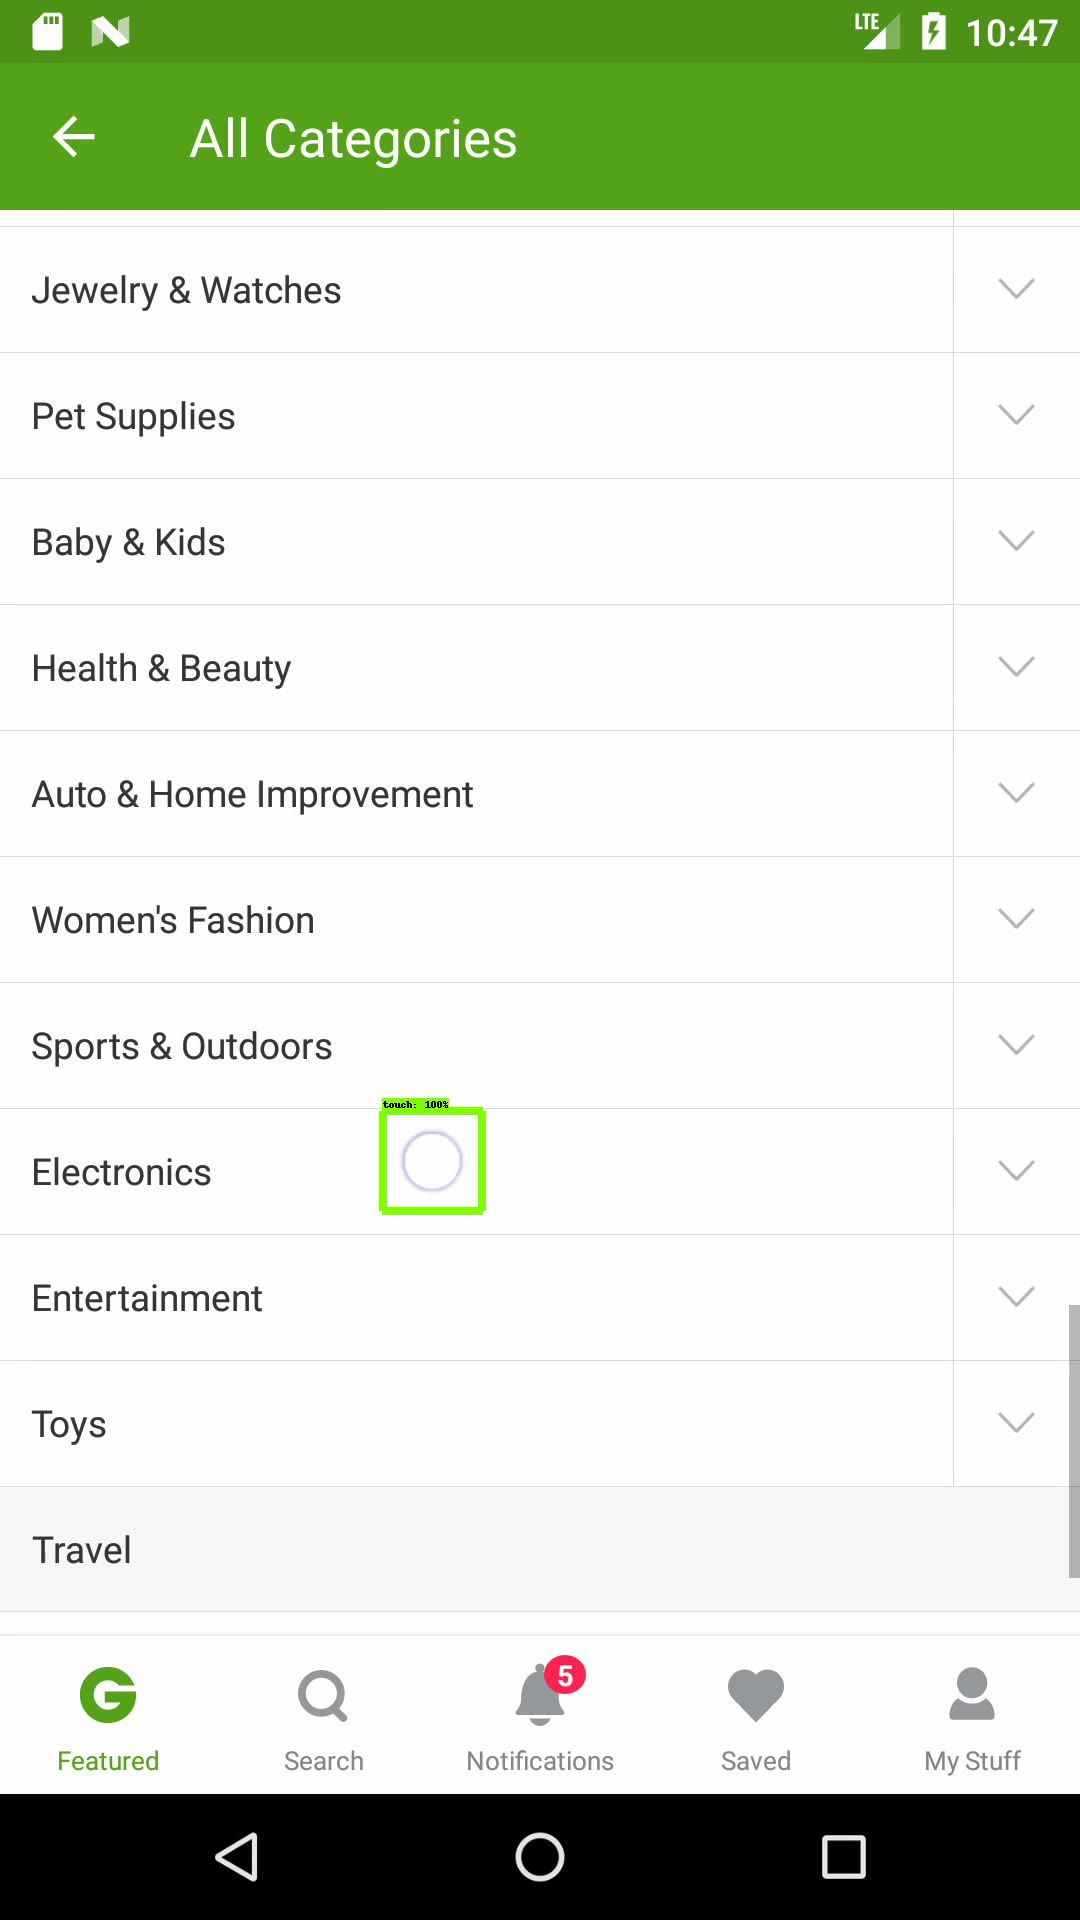 LTE 10:47
All Categories
Jewelry & Watches
Pet Supplies
Baby & Kids
Health & Beauty
Auto & Home Improvement
Women's Fashion
Sports & Outdoors
touch: 100%
Electronics
Entertainment
Toys
Travel
5
Featured Search Notifications Saved My Stuff